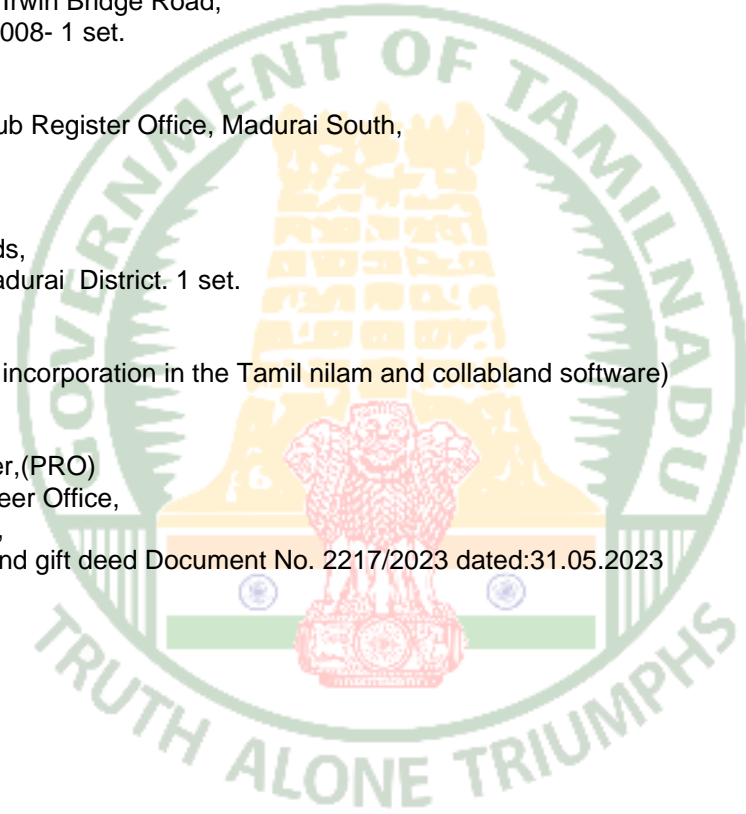 Irwin Bridge Road,
008- 1 set.
ub Register Office, Madurai South,
ds,
adurai District. 1 set.
incorporation in the Tamil nilam and collabland software)
er,(PRO)
eer Office,
,
nd gift deed Document No. 2217/2023 dated:31.05.2023
GOVERNMENT OF TAMILNADU
TRUTH ALONE TRIUMPHS